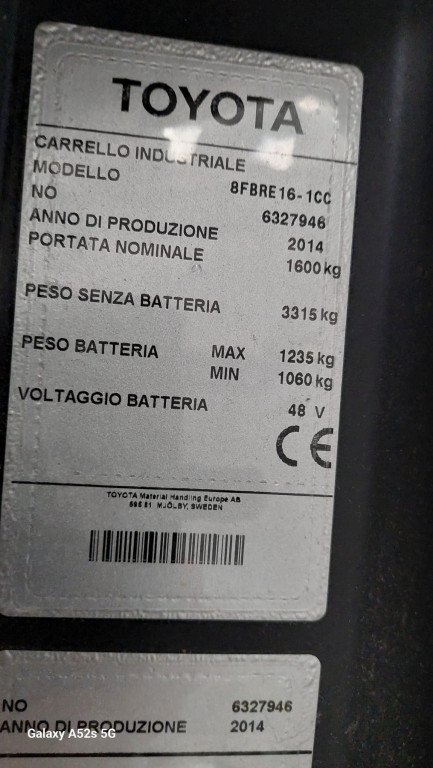 TOYOTA
CARRELLO INDUSTRIALE
MODELLO 8FBRE16-1CC
NO 6327946
ANNO DI PRODUZIONE 2014
PORTATA NOMINALE 1600 kg
PESO SENZA BATTERIA 3315 kg
PESO BATTERIA MAX 1235 kg
MIN 1060 kg
VOLTAGGIO BATTERIA 48 V
CE
TOYOTA Material Handling Europe AB
595 81 MJÖLBY, SWEDEN
NO 6327946
ANNO DI PRODUZIONE 2014
Galaxy A52s 5G